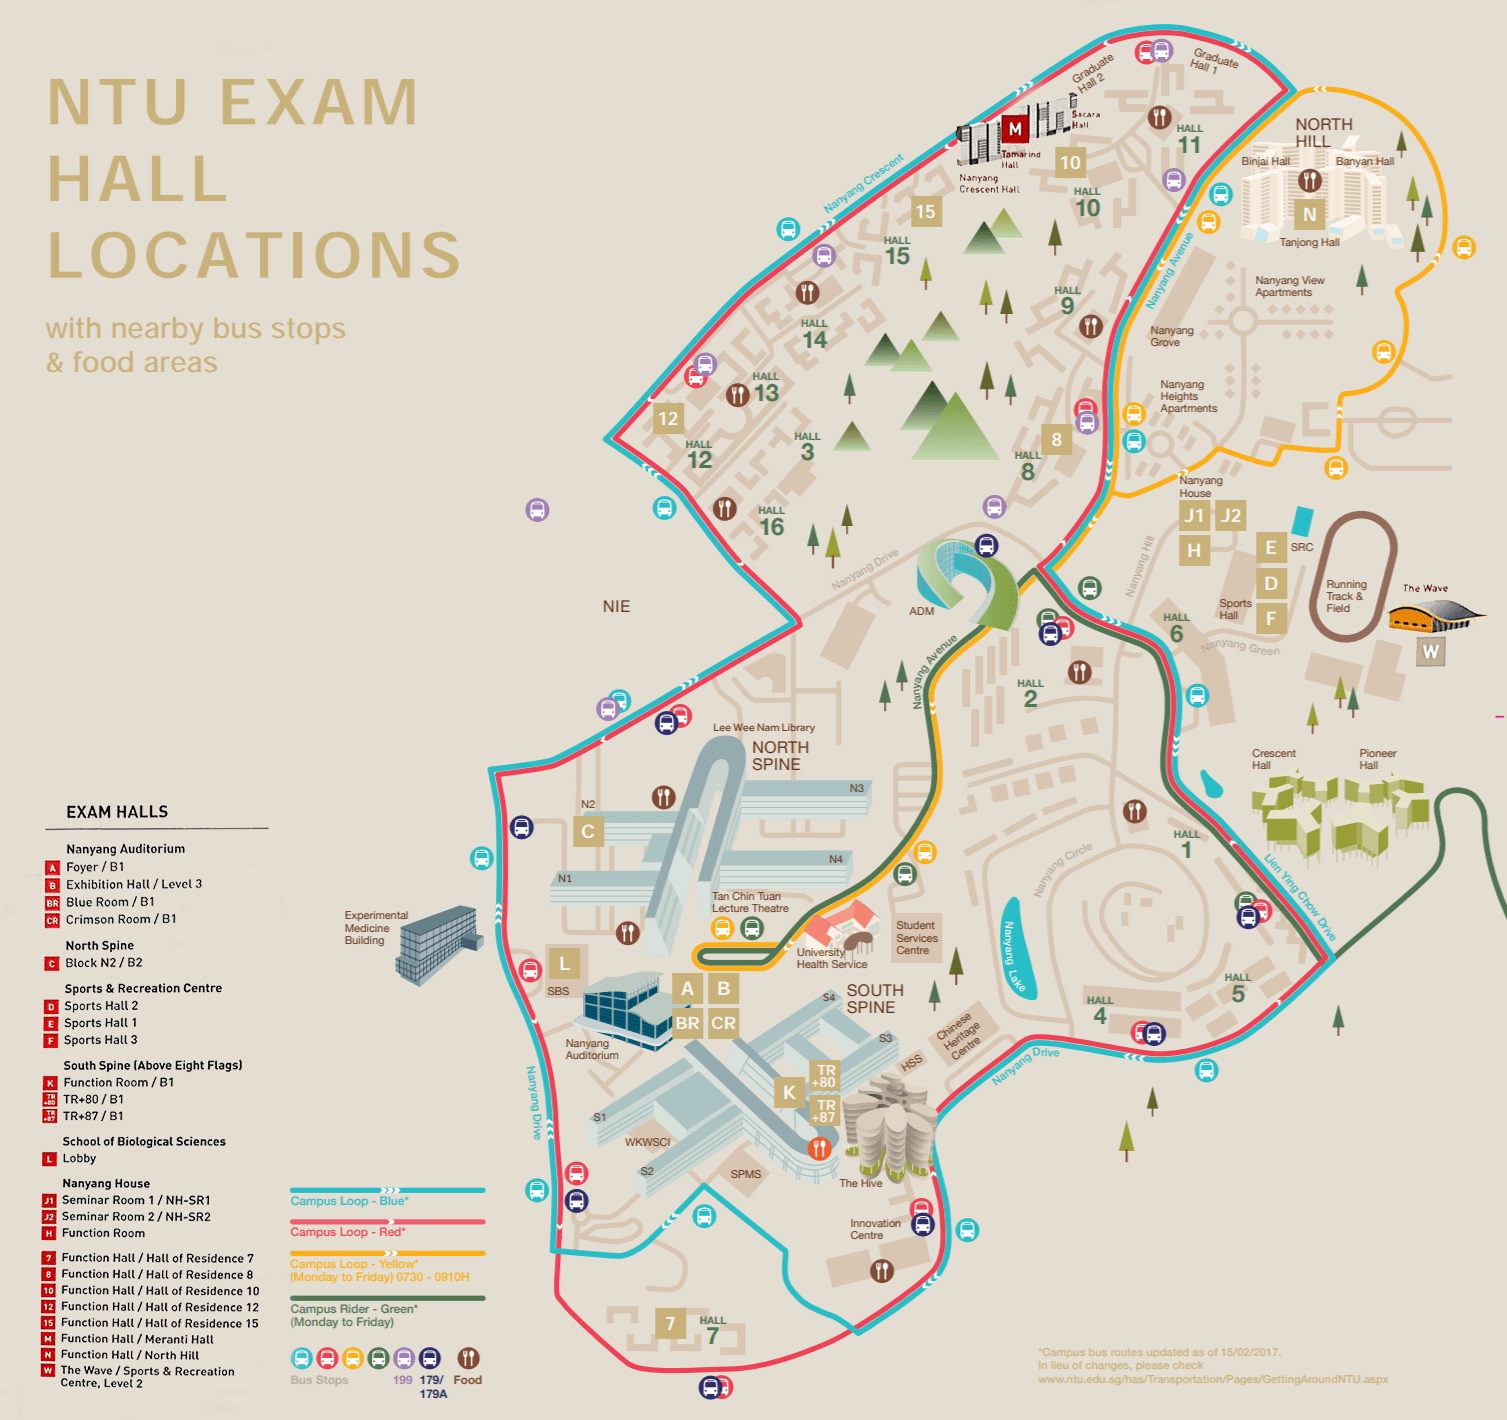 NTU EXAM
HALL
LOCATIONS
with nearby bus stops
& food areas
Graduate
Hall 2
Graduate
Hall 1
Sacara
Hall
M
Tamarind
Hall
Nanyang
Crescent Hall
10
HALL
10
HALL
11
NORTH
HILL
Binjai Hall
Banyan Hall
N
Tanjong Hall
Nanyang Crescent
15
HALL
15
HALL
14
HALL
13
12
HALL
12
HALL
3
HALL
16
HALL
9
8
HALL
8
Nanyang Avenue
Nanyang View
Apartments
Nanyang
Grove
Nanyang
Heights
Apartments
Nanyang
House
J1
J2
H
E
D
F
SRC
Sports
Hall
Running
Track &
Field
The Wave
W
Nanyang Hill
Nanyang Green
HALL
6
Nanyang Drive
ADM
NIE
Nanyang Avenue
HALL
2
Lee Wee Nam Library
NORTH
SPINE
N3
N2
C
N4
N1
Tan Chin Tuan
Lecture Theatre
Crescent
Hall
Pioneer
Hall
HALL
1
Nanyang Circle
Lien Ying Chow Drive
Experimental
Medicine
Building
L
SBS
University
Health Service
Student
Services
Centre
Nanyang Lake
A
B
BR
CR
Nanyang
Auditorium
S4
SOUTH
SPINE
S3
HSS
Chinese
Heritage
Centre
HALL
4
HALL
5
Nanyang Drive
K
TR
+80
TR
+87
S1
WKWSCI
S2
SPMS
The Hive
Innovation
Centre
Nanyang Drive
7
HALL
7
EXAM HALLS
Nanyang Auditorium
A Foyer / B1
B Exhibition Hall / Level 3
BR Blue Room / B1
CR Crimson Room / B1
North Spine
C Block N2 / B2
Sports & Recreation Centre
D Sports Hall 2
E Sports Hall 1
F Sports Hall 3
South Spine (Above Eight Flags)
K Function Room / B1
TR +80 TR+80 / B1
TR +87 TR+87 / B1
School of Biological Sciences
L Lobby
Nanyang House
J1 Seminar Room 1 / NH-SR1
J2 Seminar Room 2 / NH-SR2
H Function Room
7 Function Hall / Hall of Residence 7
8 Function Hall / Hall of Residence 8
10 Function Hall / Hall of Residence 10
12 Function Hall / Hall of Residence 12
15 Function Hall / Hall of Residence 15
M Function Hall / Meranti Hall
N Function Hall / North Hill
W The Wave / Sports & Recreation
Centre, Level 2
Campus Loop - Blue*
Campus Loop - Red*
Campus Loop - Yellow*
(Monday to Friday) 0730 - 0910H
Campus Rider - Green*
(Monday to Friday)
Bus Stops
199
179/
179A
Food
*Campus bus routes updated as of 15/02/2017.
In lieu of changes, please check
www.ntu.edu.sg/has/Transportation/Pages/GettingAroundNTU.aspx